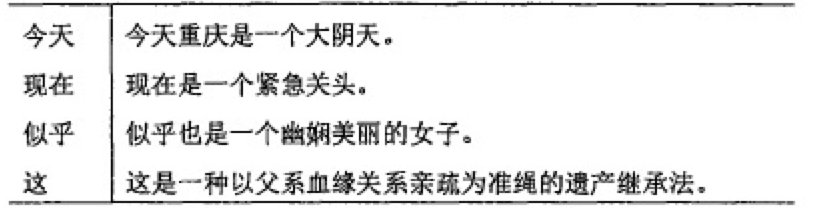 今天 今天重庆是一个大阴天。
现在 现在是一个紧急关头。
似乎 似乎也是一个幽娴美丽的女子。
这 这是一种以父系血缘关系亲疏为准绳的遗产继承法。